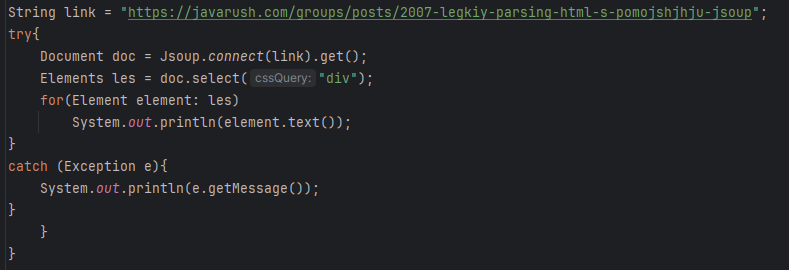 String link = "https://javarush.com/groups/posts/2007-legkiy-parsing-html-s-pomojshjhju-jsoup";
try{
Document doc = Jsoup.connect(link).get();
Elements les = doc.select( cssQuery: "div");
for(Element element: les)
System.out.println(element.text());
}
catch (Exception e){
System.out.println(e.getMessage());
}
}
}